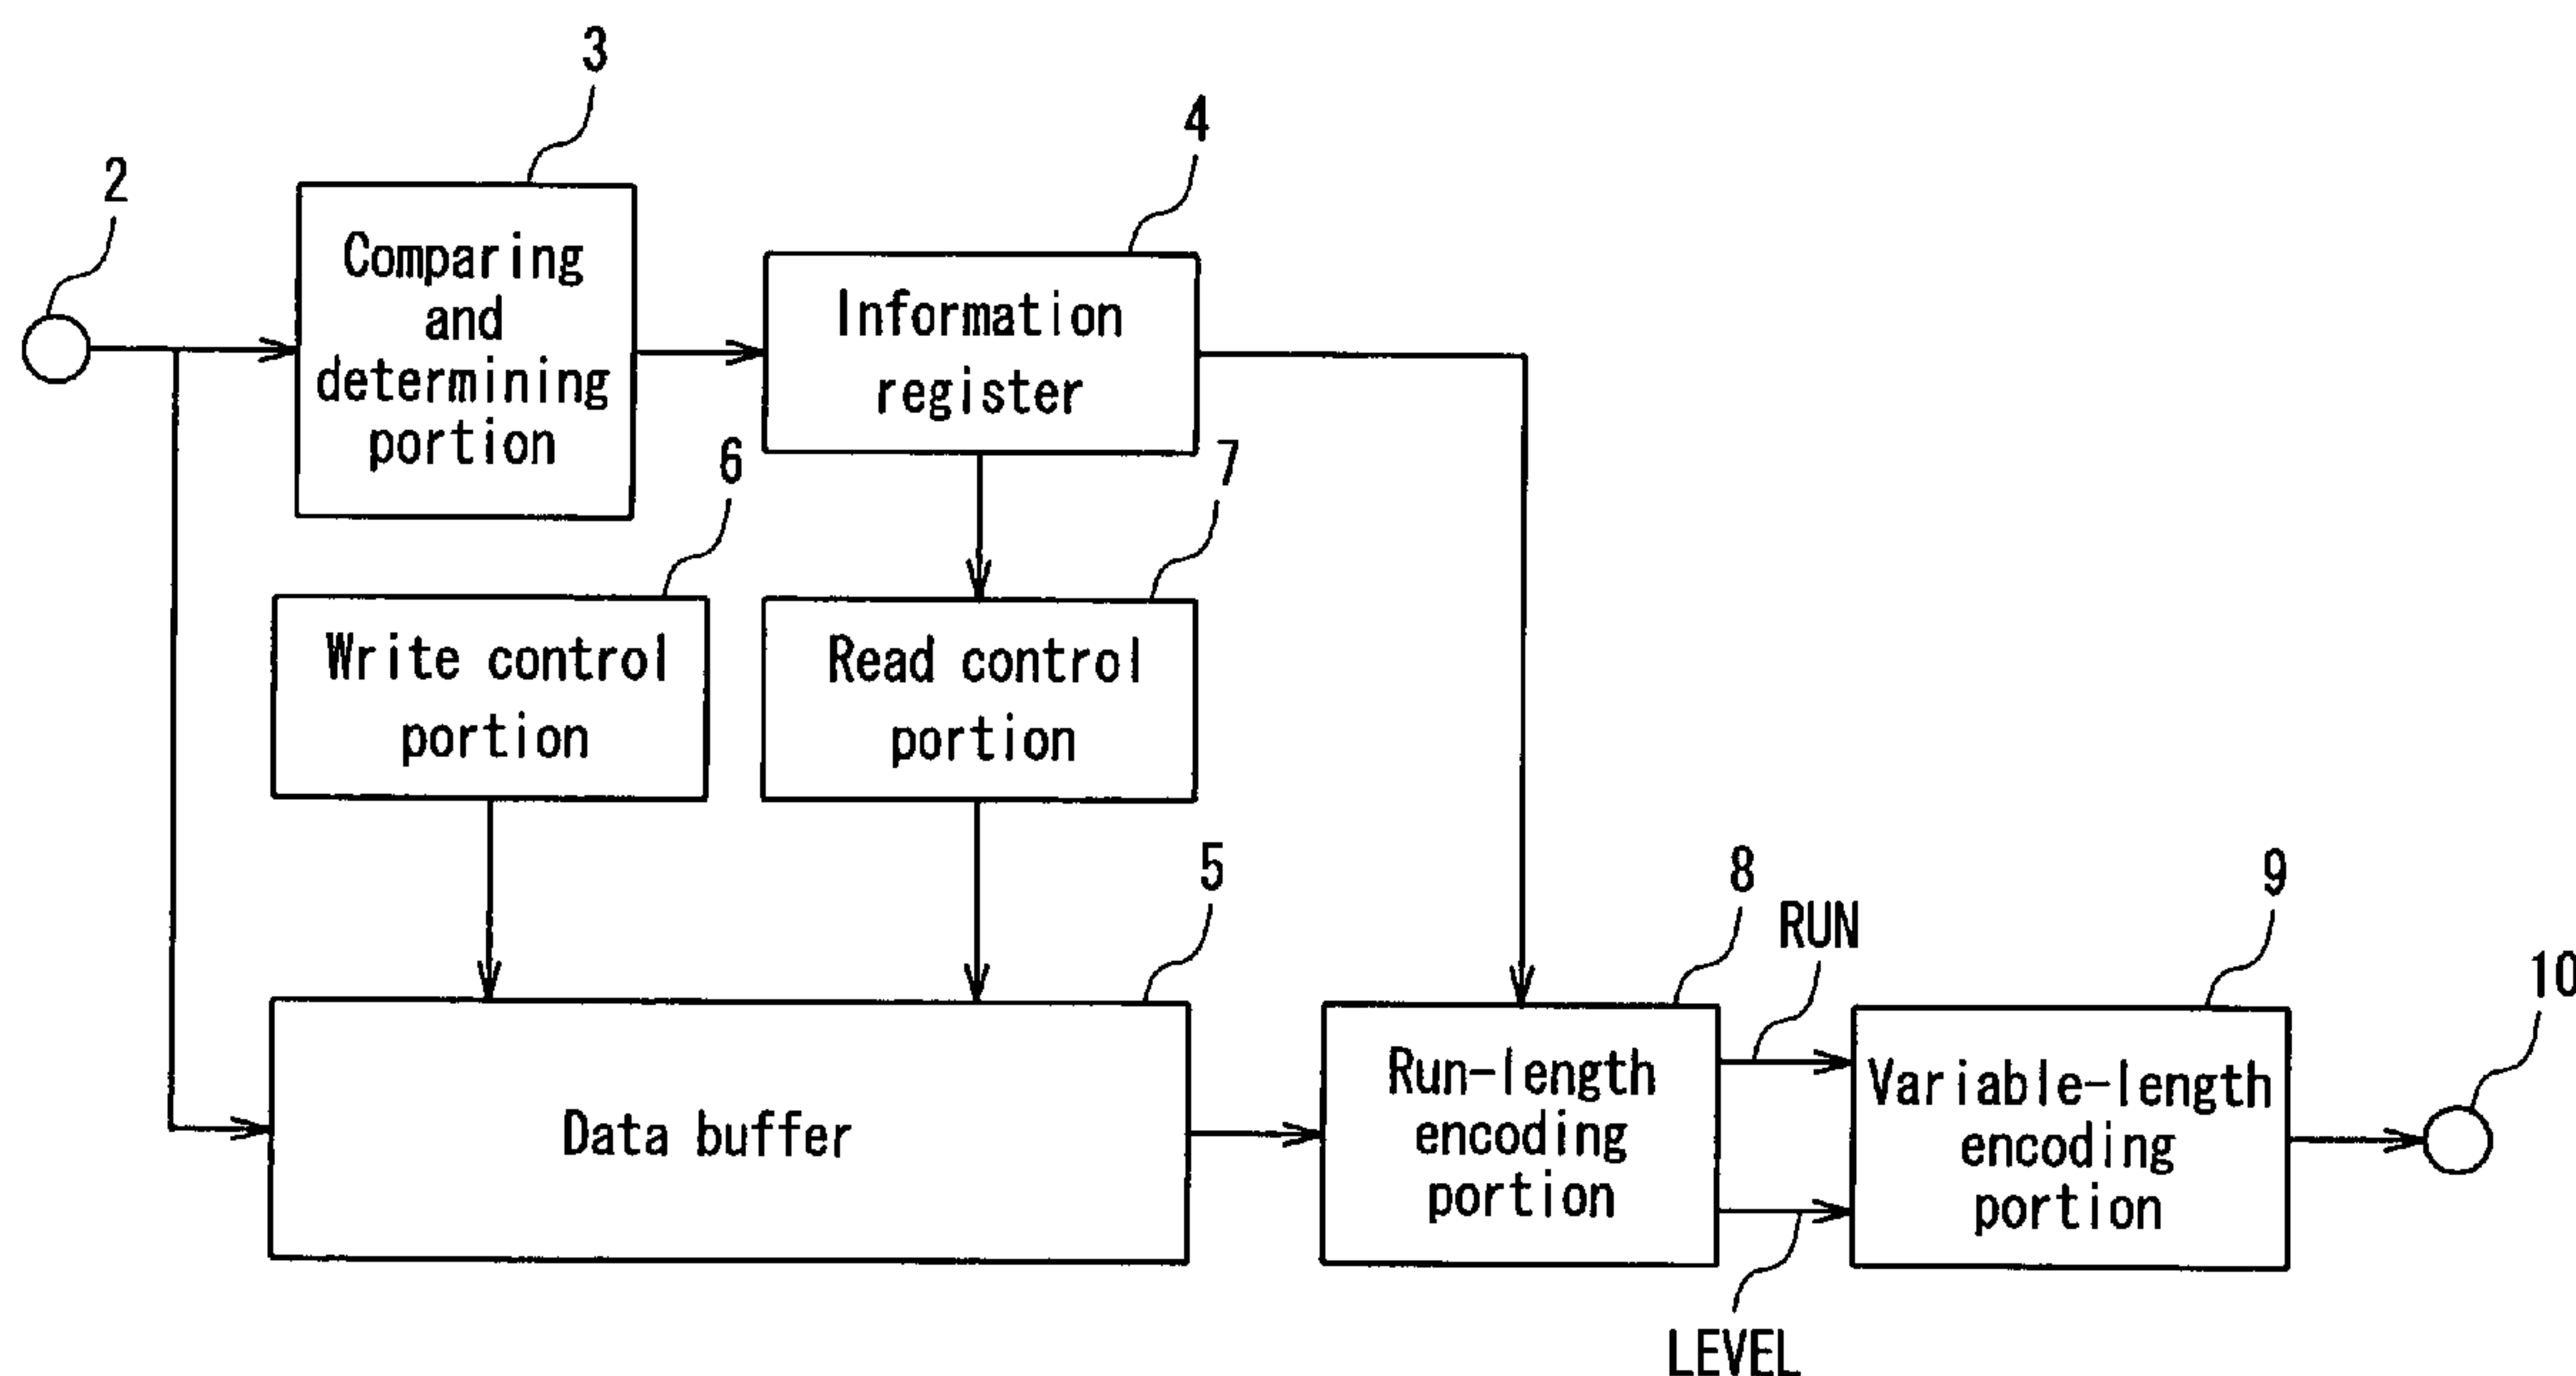 3
4
2
Comparing
and
determining
portion
Information
register
6
7
Write control
portion
Read control
portion
5
8
9
RUN
10
Data buffer
Run-length
encoding
portion
Variable-length
encoding
portion
LEVEL